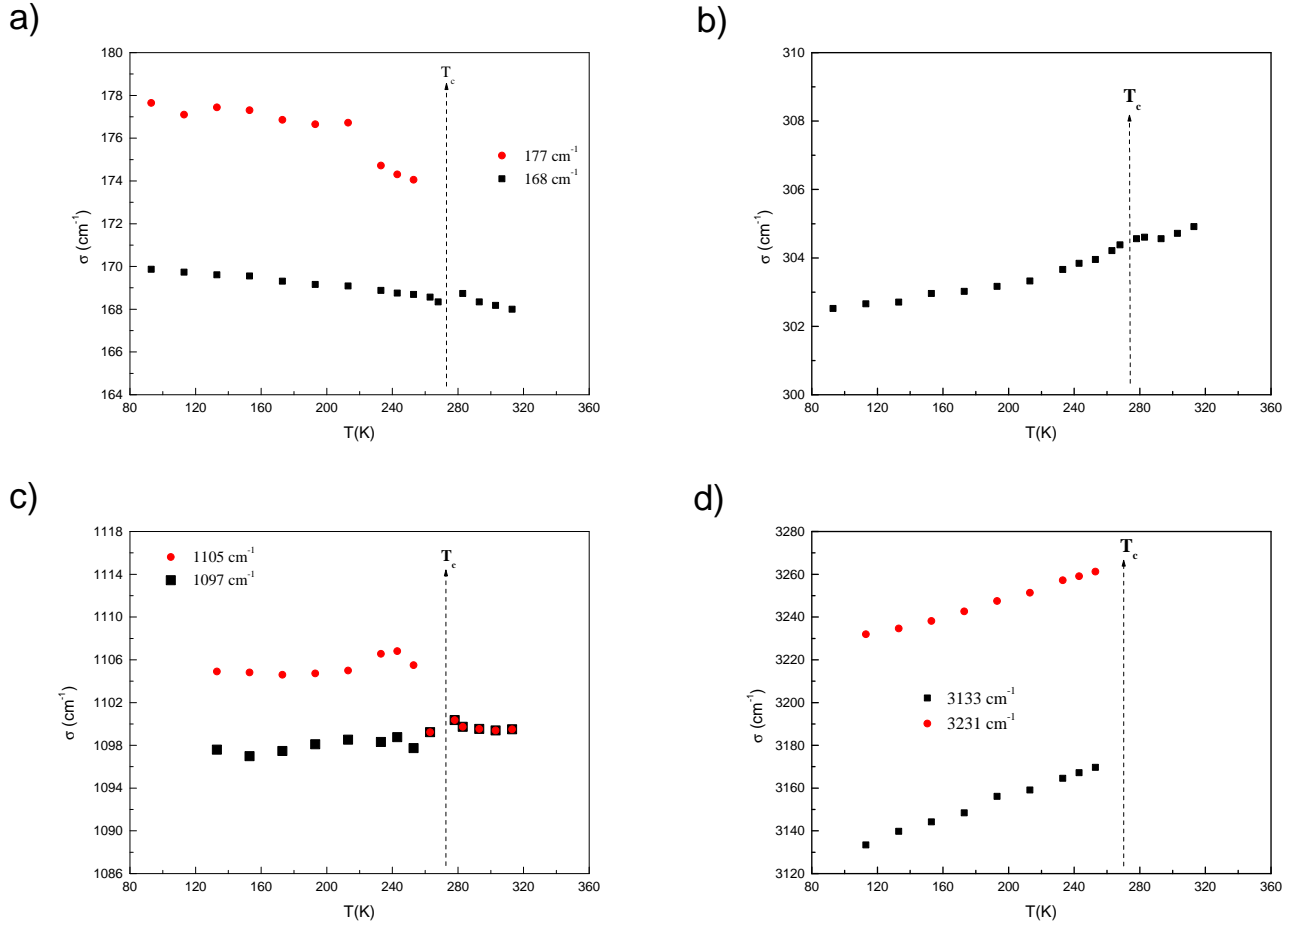 a)
180
178
176
174
172
170
168
166
164
80 120 160 200 240 280 320 360
σ (cm⁻¹)
T(K)
T_c
177 cm⁻¹
168 cm⁻¹
b)
310
308
306
304
302
300
80 120 160 200 240 280 320 360
σ (cm⁻¹)
T(K)
T_c
c)
1118
1114
1110
1106
1102
1098
1094
1090
1086
80 120 160 200 240 280 320 360
σ (cm⁻¹)
T(K)
1105 cm⁻¹
1097 cm⁻¹
T_c
d)
3280
3260
3240
3220
3200
3180
3160
3140
3120
80 120 160 200 240 280 320 360
σ (cm⁻¹)
T(K)
T_c
3133 cm⁻¹
3231 cm⁻¹